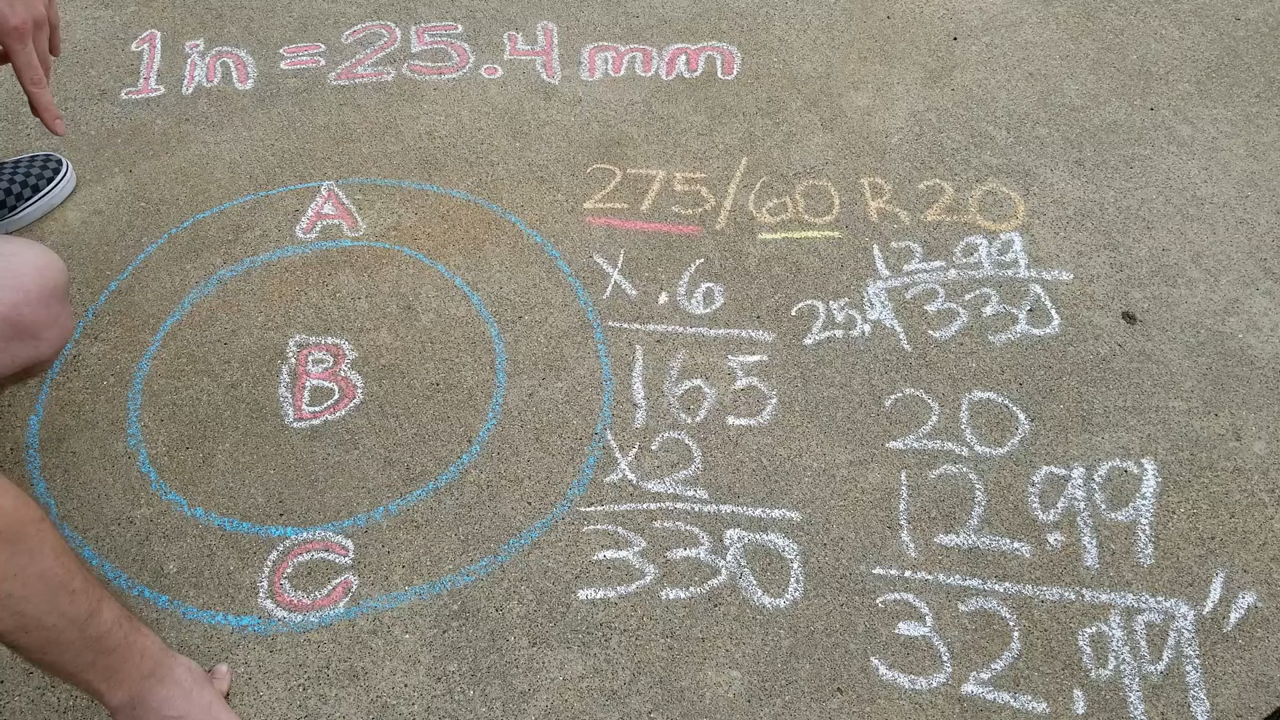 1 in = 25.4 mm
A
B
C
275/60 R20
x .6
165
x2
330
12.99
25.4 330
20
12.99
32.99"